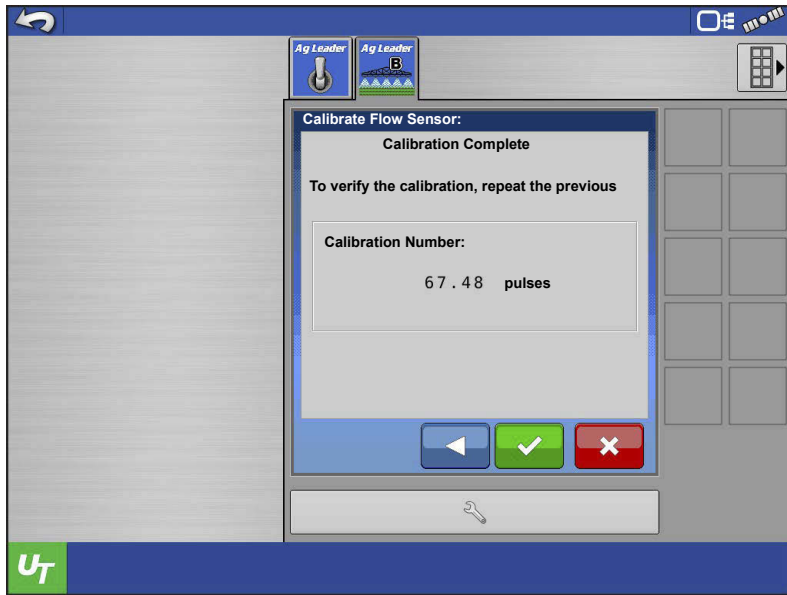 Ag Leader
Ag Leader
B
Calibrate Flow Sensor:
Calibration Complete
To verify the calibration, repeat the previous
Calibration Number:
67.48 pulses
UT